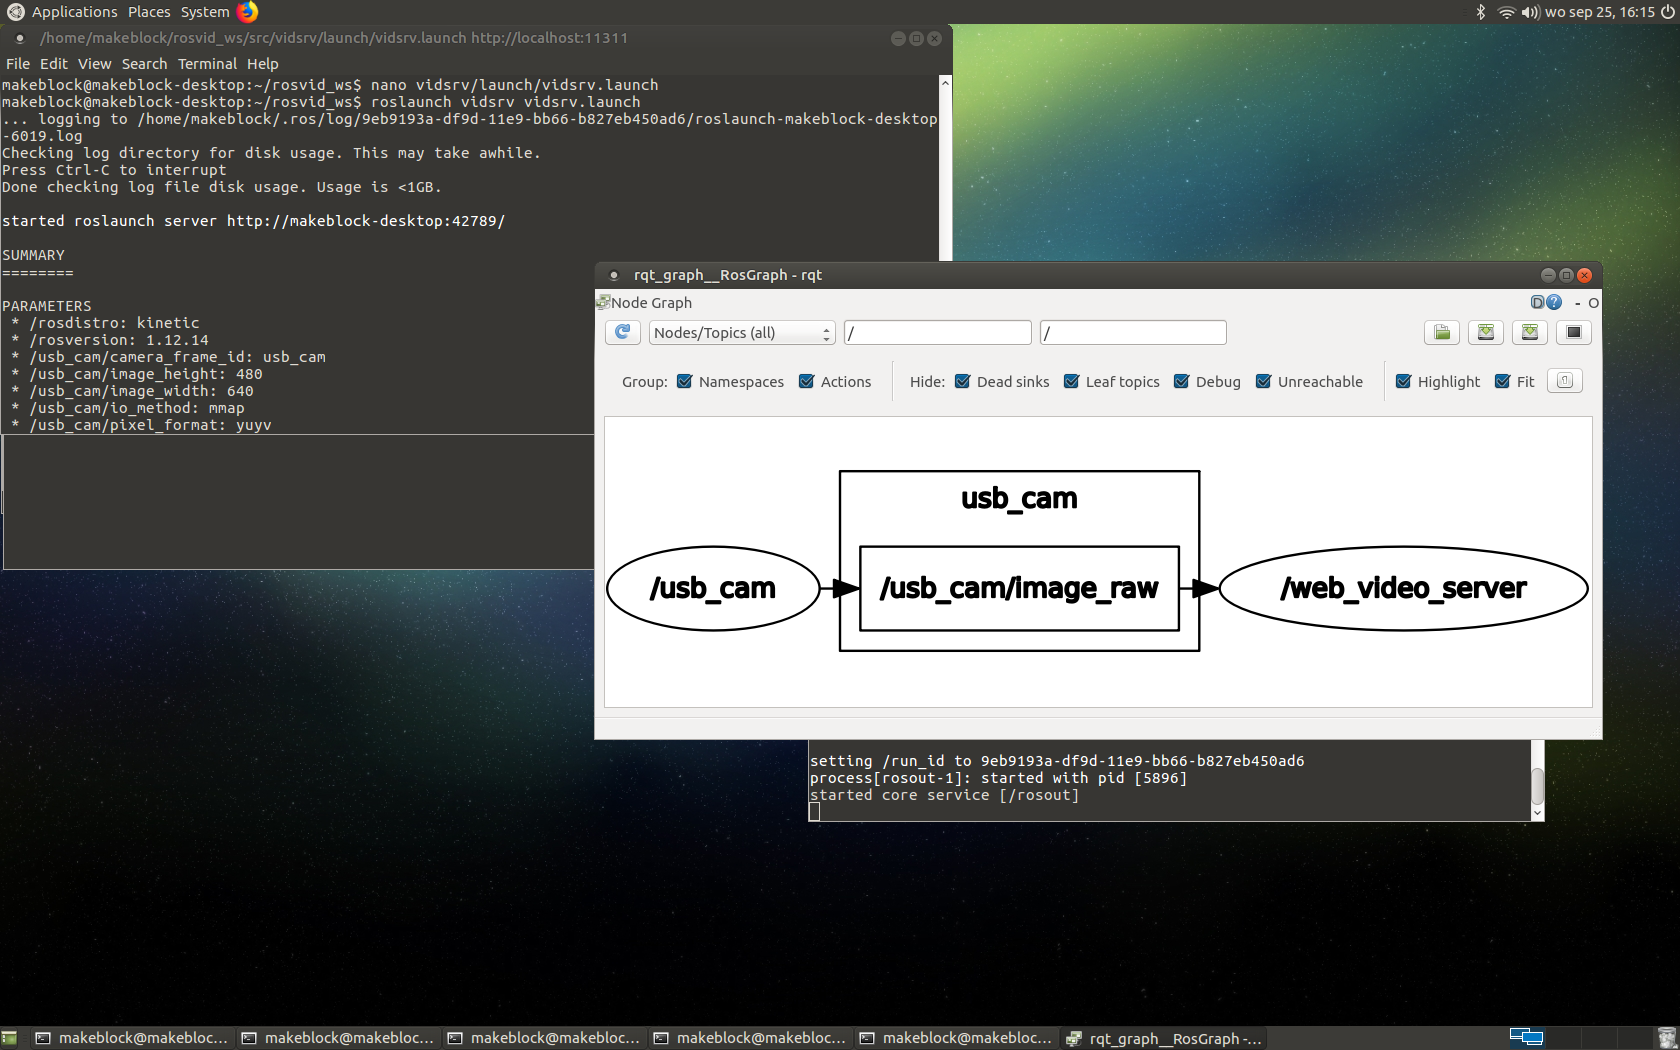 Applications Places System
wo sep 25, 16:15
/home/makeblock/rosvid_ws/src/vidsrv/launch/vidsrv.launch http://localhost:11311
File Edit View Search Terminal Help
makeblock@makeblock-desktop:~/rosvid_ws$ nano vidsrv/launch/vidsrv.launch
makeblock@makeblock-desktop:~/rosvid_ws$ roslaunch vidsrv vidsrv.launch
... logging to /home/makeblock/.ros/log/9eb9193a-df9d-11e9-bb66-b827eb450ad6/roslaunch-makeblock-desktop
-6019.log
Checking log directory for disk usage. This may take awhile.
Press Ctrl-C to interrupt
Done checking log file disk usage. Usage is <1GB.
started roslaunch server http://makeblock-desktop:42789/
SUMMARY
========
PARAMETERS
* /rosdistro: kinetic
* /rosversion: 1.12.14
* /usb_cam/camera_frame_id: usb_cam
* /usb_cam/image_height: 480
* /usb_cam/image_width: 640
* /usb_cam/io_method: mmap
* /usb_cam/pixel_format: yuyv
rqt_graph__RosGraph - rqt
Node Graph
D ? - O
Nodes/Topics (all) / /
Group: Namespaces Actions Hide: Dead sinks Leaf topics Debug Unreachable Highlight Fit
usb_cam
/usb_cam /usb_cam/image_raw /web_video_server
setting /run_id to 9eb9193a-df9d-11e9-bb66-b827eb450ad6
process[rosout-1]: started with pid [5896]
started core service [/rosout]
makeblock@makebloc... makeblock@makebloc... makeblock@makebloc... makeblock@makebloc... makeblock@makebloc... rqt_graph__RosGraph -...